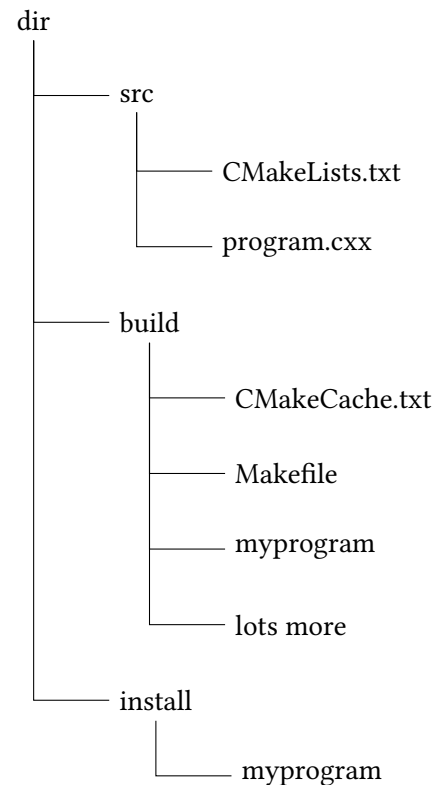 dir
src
CMakeLists.txt
program.cxx
build
CMakeCache.txt
Makefile
myprogram
lots more
install
myprogram